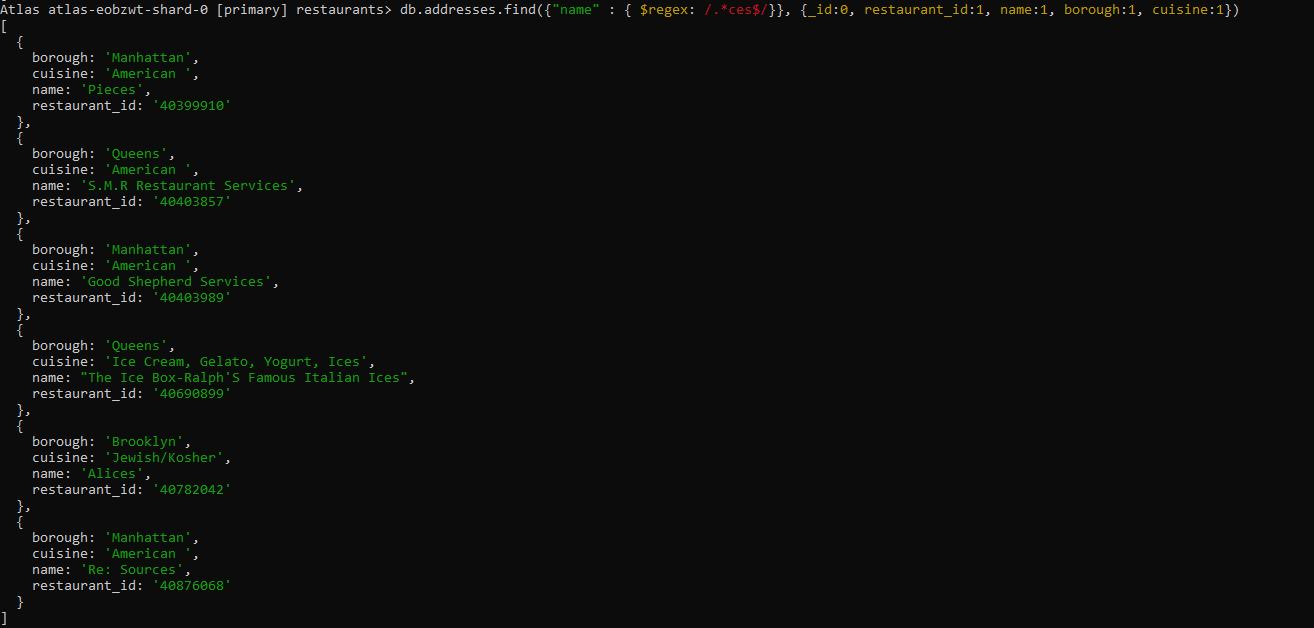 Atlas atlas-eobzwt-shard-0 [primary] restaurants> db.addresses.find({"name" : { $regex: /.*ces$/}}, {_id:0, restaurant_id:1, name:1, borough:1, cuisine:1})
[
  {
    borough: 'Manhattan',
    cuisine: 'American ',
    name: 'Pieces',
    restaurant_id: '40399910'
  },
  {
    borough: 'Queens',
    cuisine: 'American ',
    name: 'S.M.R Restaurant Services',
    restaurant_id: '40403857'
  },
  {
    borough: 'Manhattan',
    cuisine: 'American ',
    name: 'Good Shepherd Services',
    restaurant_id: '40403989'
  },
  {
    borough: 'Queens',
    cuisine: 'Ice Cream, Gelato, Yogurt, Ices',
    name: "The Ice Box-Ralph'S Famous Italian Ices",
    restaurant_id: '40690899'
  },
  {
    borough: 'Brooklyn',
    cuisine: 'Jewish/Kosher',
    name: 'Alices',
    restaurant_id: '40782042'
  },
  {
    borough: 'Manhattan',
    cuisine: 'American ',
    name: 'Re: Sources',
    restaurant_id: '40876068'
  }
]